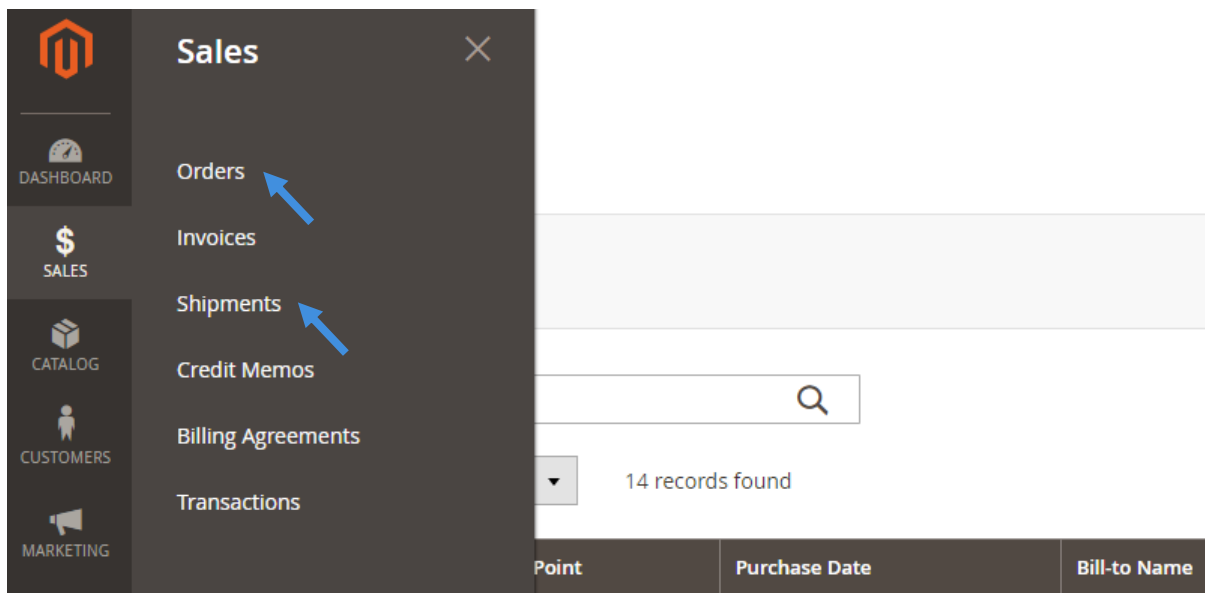 DASHBOARD
SALES
CATALOG
CUSTOMERS
MARKETING
Sales
Orders
Invoices
Shipments
Credit Memos
Billing Agreements
Transactions
14 records found
Point
Purchase Date
Bill-to Name